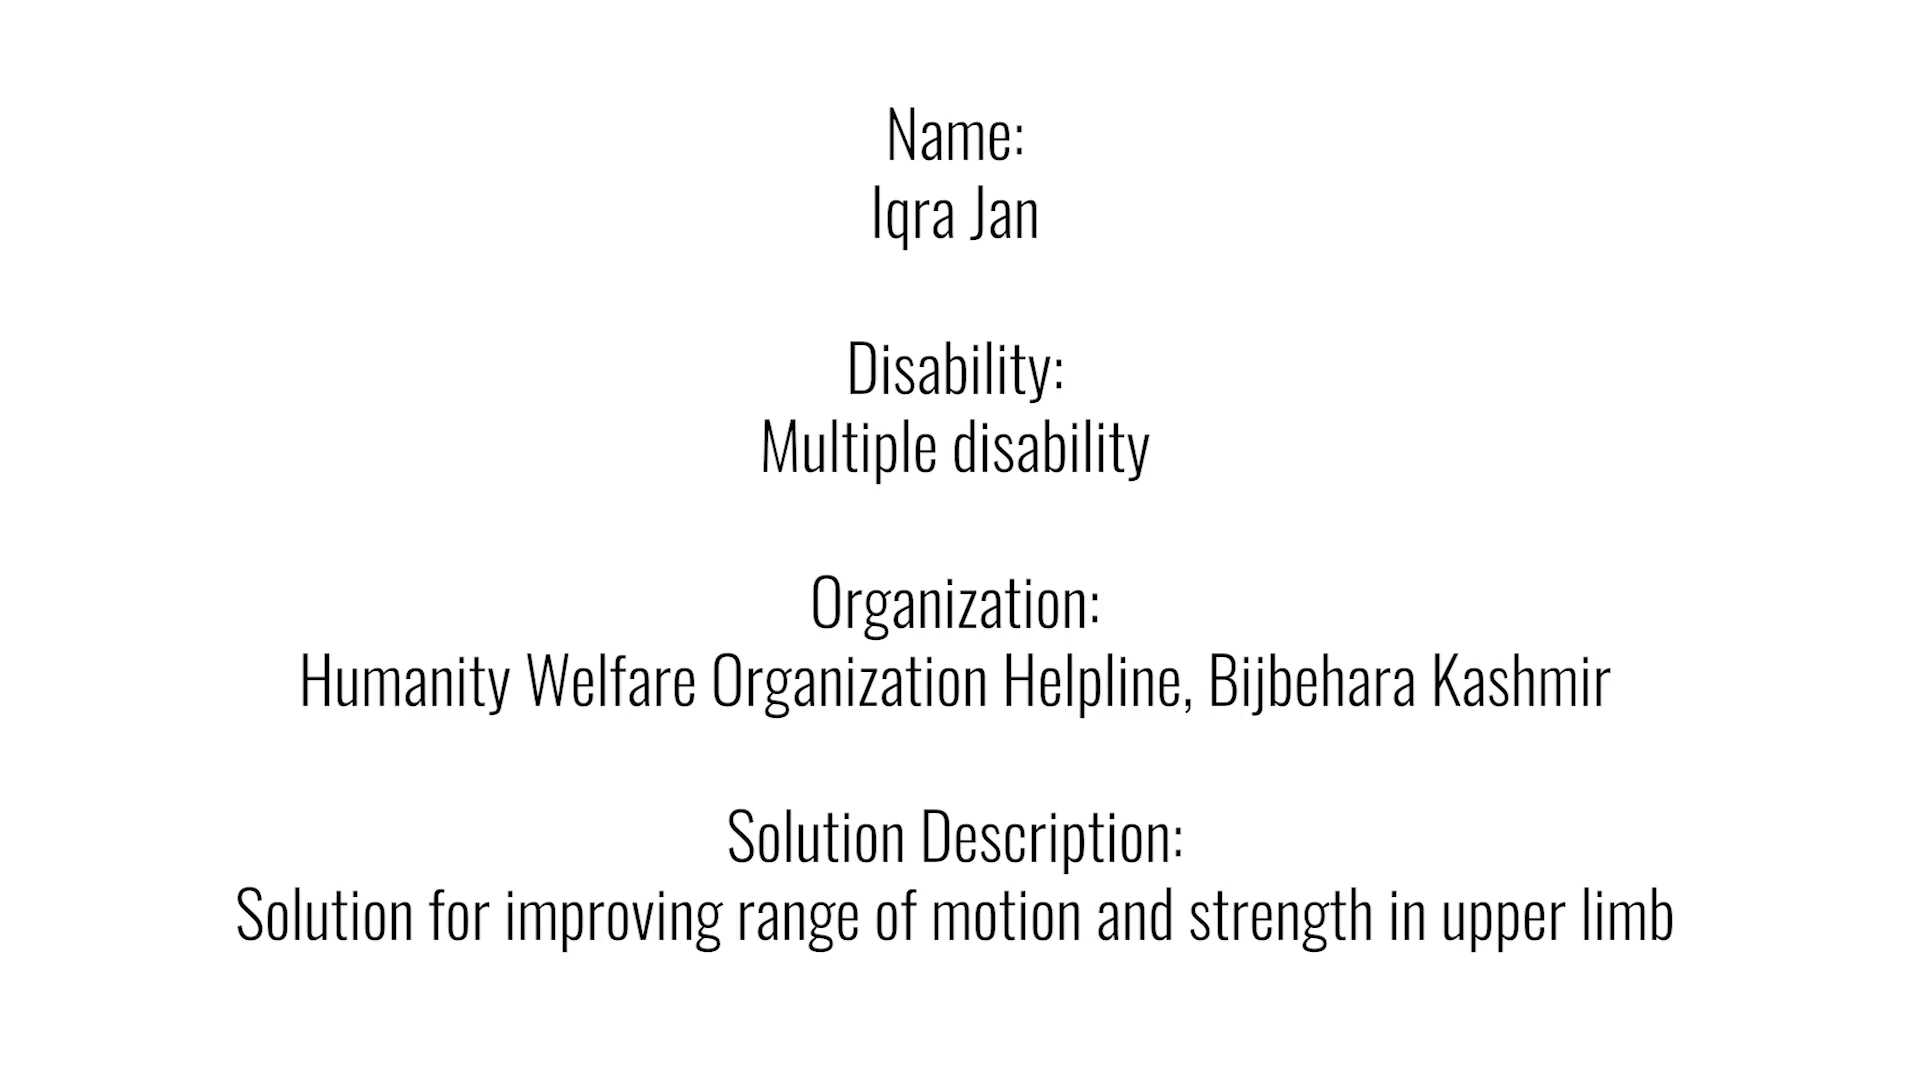 Name:
Iqra Jan
Disability:
Multiple disability
Organization:
Humanity Welfare Organization Helpline, Bijbehara Kashmir
Solution Description:
Solution for improving range of motion and strength in upper limb